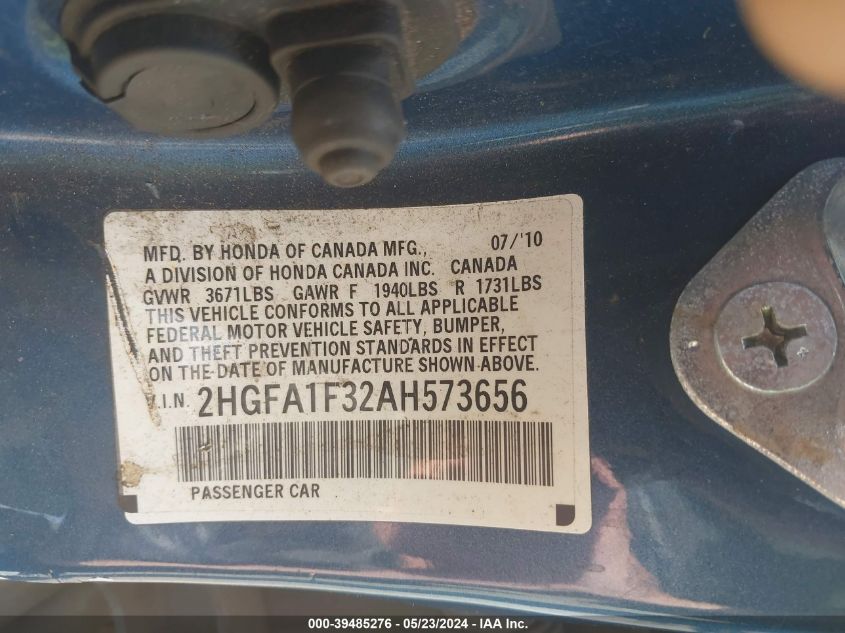 MFD. BY HONDA OF CANADA MFG., 07/'10
A DIVISION OF HONDA CANADA INC. CANADA
GVWR 3671LBS GAWR F 1940LBS R 1731LBS
THIS VEHICLE CONFORMS TO ALL APPLICABLE
FEDERAL MOTOR VEHICLE SAFETY, BUMPER,
AND THEFT PREVENTION STANDARDS IN EFFECT
ON THE DATE OF MANUFACTURE SHOWN ABOVE.
V.I.N. 2HGFA1F32AH573656
PASSENGER CAR
000-39485276 - 05/23/2024 - IAA Inc.